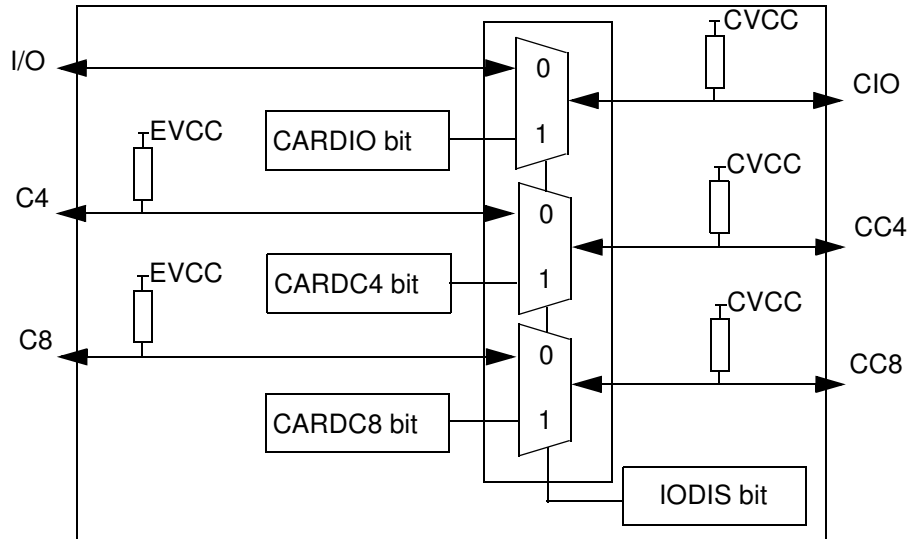 CVCC
I/O
0
CIO
CARDIO bit
1
EVCC
CVCC
C4
0
CC4
CARDC4 bit
1
EVCC
CVCC
C8
0
CC8
CARDC8 bit
1
IODIS bit